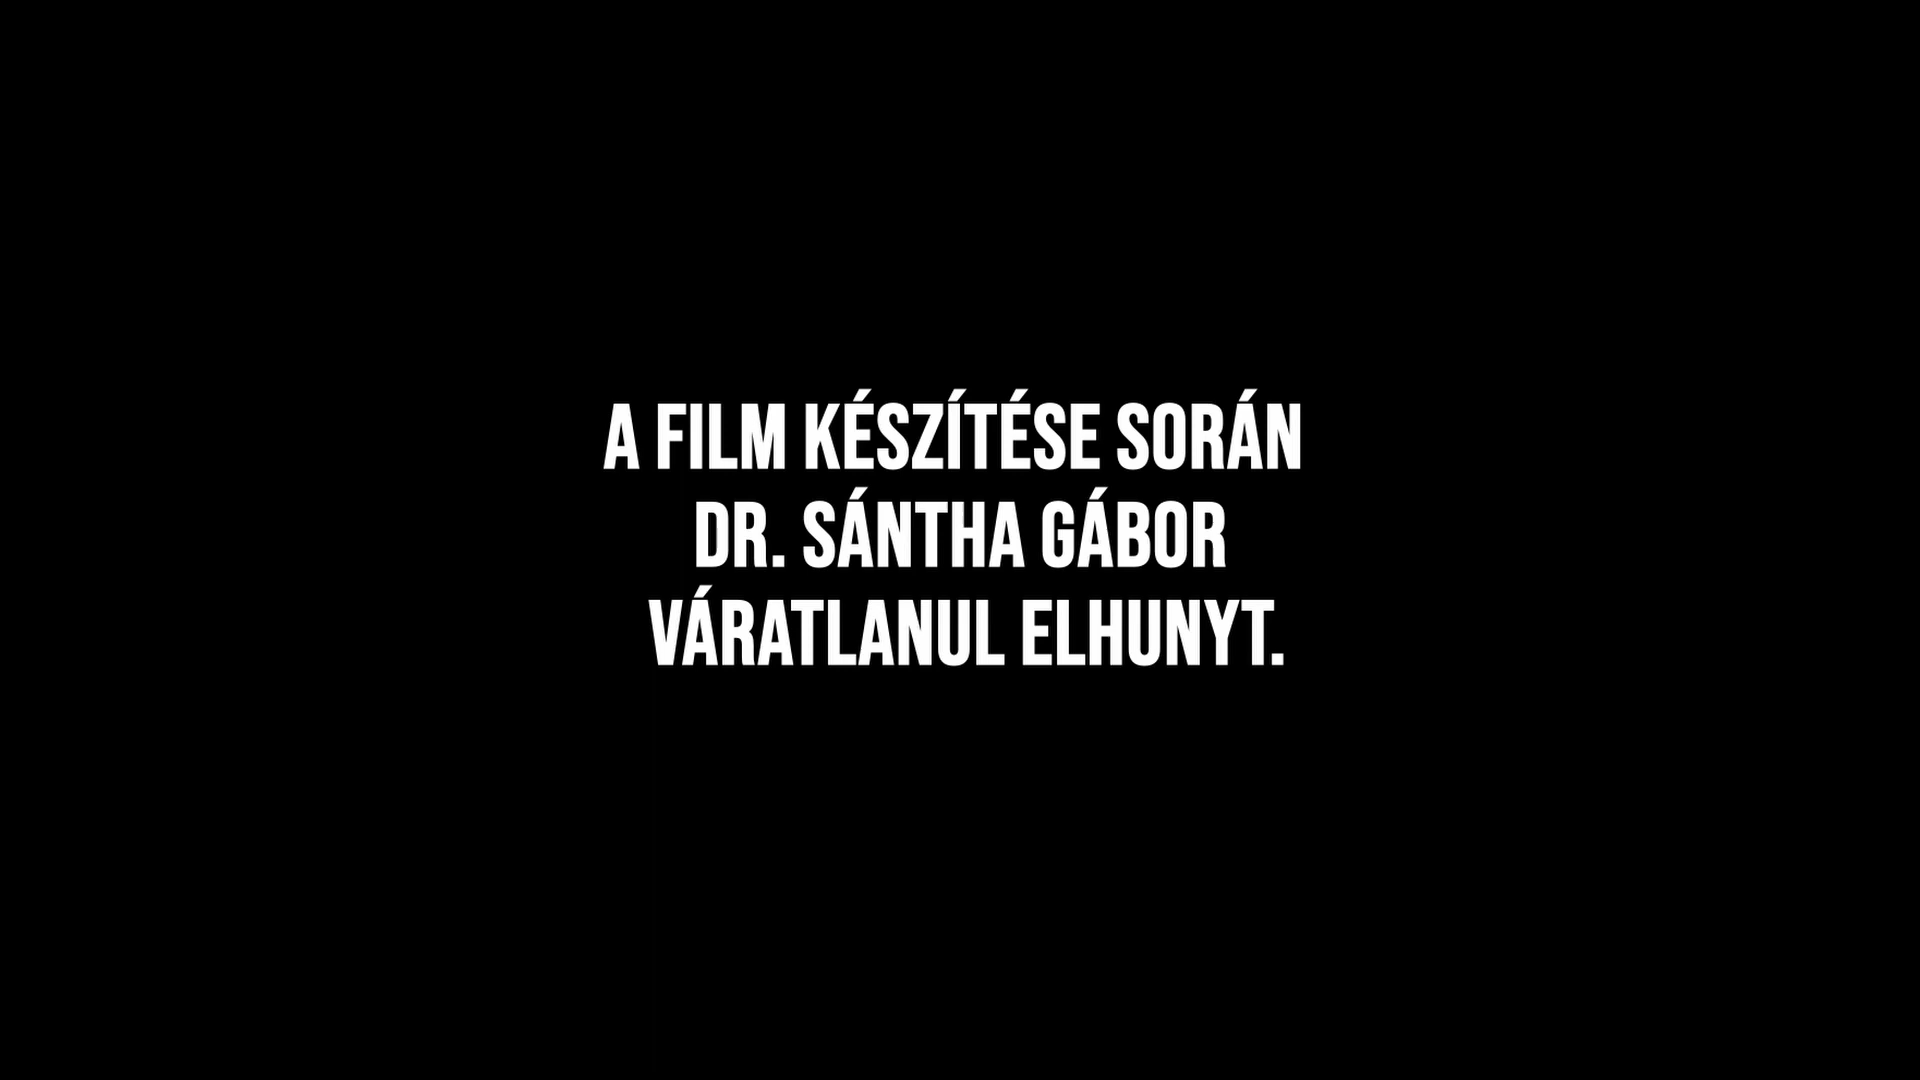 A FILM KÉSZÍTÉSE SORÁN
DR. SÁNTHA GÁBOR
VÁRATLANUL ELHUNYT.